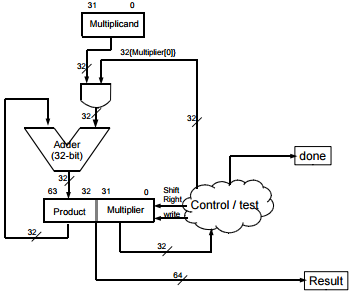 31 0
Multiplicand
32{Multiplier[0]}
32
32 32
32
Adder
(32-bit)
32
63 32 31 0
Shift
Right
Control / test
done
Product Multiplier
write
32 32
64
Result